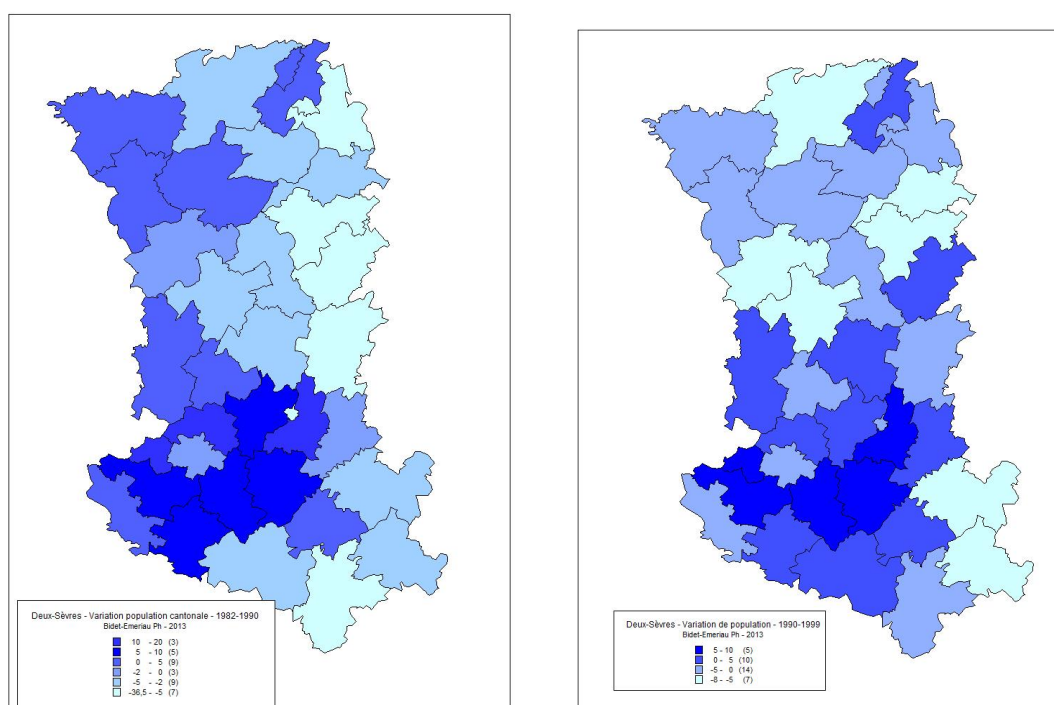 Deux-Sèvres - Variation population cantonale - 1982-1990
Bidet-Emeriau Ph - 2013
10 - 20 (3)
5 - 10 (5)
0 - 5 (9)
-2 - 0 (3)
-5 - -2 (9)
-36,5 - -5 (7)
Deux-Sèvres - Variation de population - 1990-1999
Bidet-Emeriau Ph - 2013
5 - 10 (5)
0 - 5 (10)
-5 - 0 (14)
-8 - -5 (7)